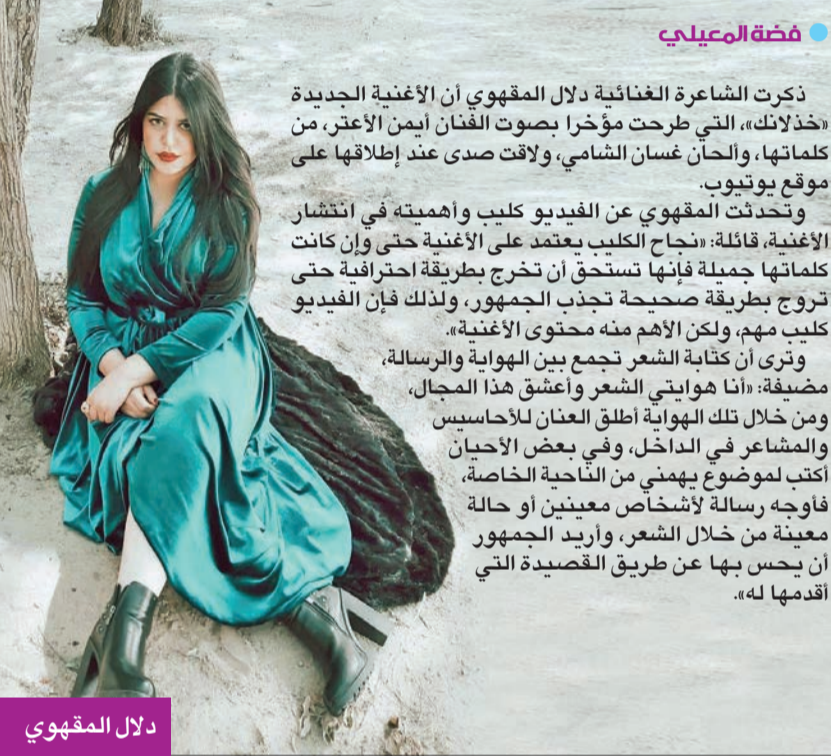 فضة المعيلي
ذكرت الشاعرة الغنائية دلال المقهوي أن الأغنية الجديدة
«خذلانك»، التي طرحت مؤخرا بصوت الفنان أيمن الأعتر، من
كلماتها، وألحان غسان الشامي، ولاقت صدى عند إطلاقها على
موقع يوتيوب.
وتحدثت المقهوي عن الفيديو كليب وأهميته في انتشار
الأغنية، قائلة: «نجاح الكليب يعتمد على الأغنية حتى وإن كانت
كلماتها جميلة فإنها تستحق أن تخرج بطريقة احترافية حتى
تروج بطريقة صحيحة تجذب الجمهور، ولذلك فإن الفيديو
كليب مهم، ولكن الأهم منه محتوى الأغنية».
وترى أن كتابة الشعر تجمع بين الهواية والرسالة،
مضيفة: «أنا هوايتي الشعر وأعشق هذا المجال،
ومن خلال تلك الهواية أطلق العنان للأحاسيس
والمشاعر في الداخل، وفي بعض الأحيان
أكتب لموضوع يهمني من الناحية الخاصة،
فأوجه رسالة لأشخاص معينين أو حالة
معينة من خلال الشعر، وأريد الجمهور
أن يحس بها عن طريق القصيدة التي
أقدمها له».
دلال المقهوي